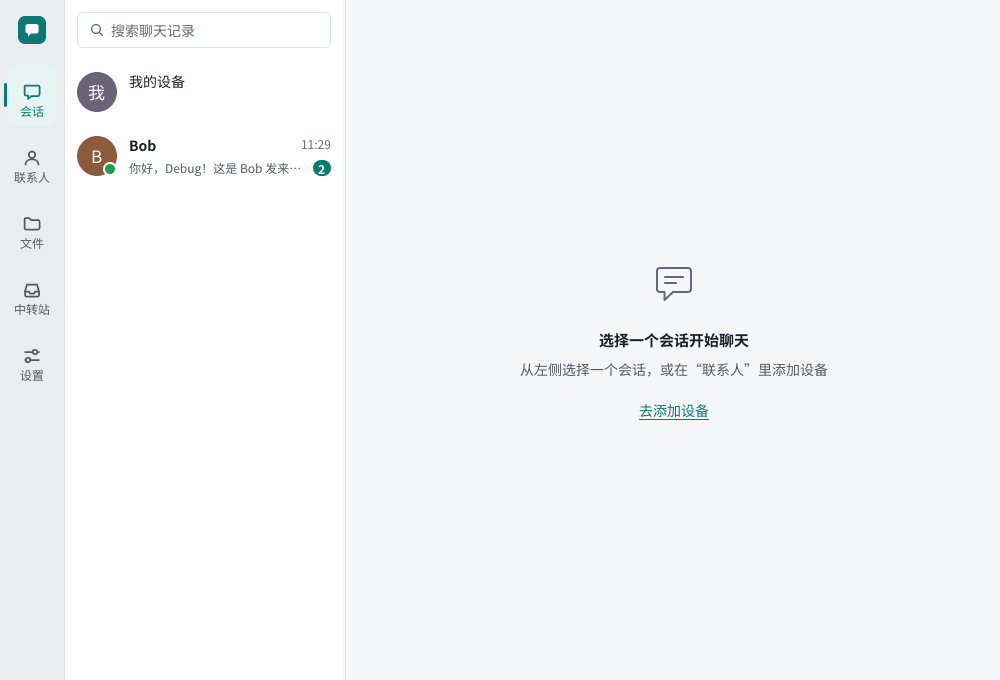 会话
联系人
文件
中转站
设置
搜索聊天记录
我
我的设备
B
Bob
11:29
你好，Debug！这是 Bob 发来…
2
选择一个会话开始聊天
从左侧选择一个会话，或在“联系人”里添加设备
去添加设备